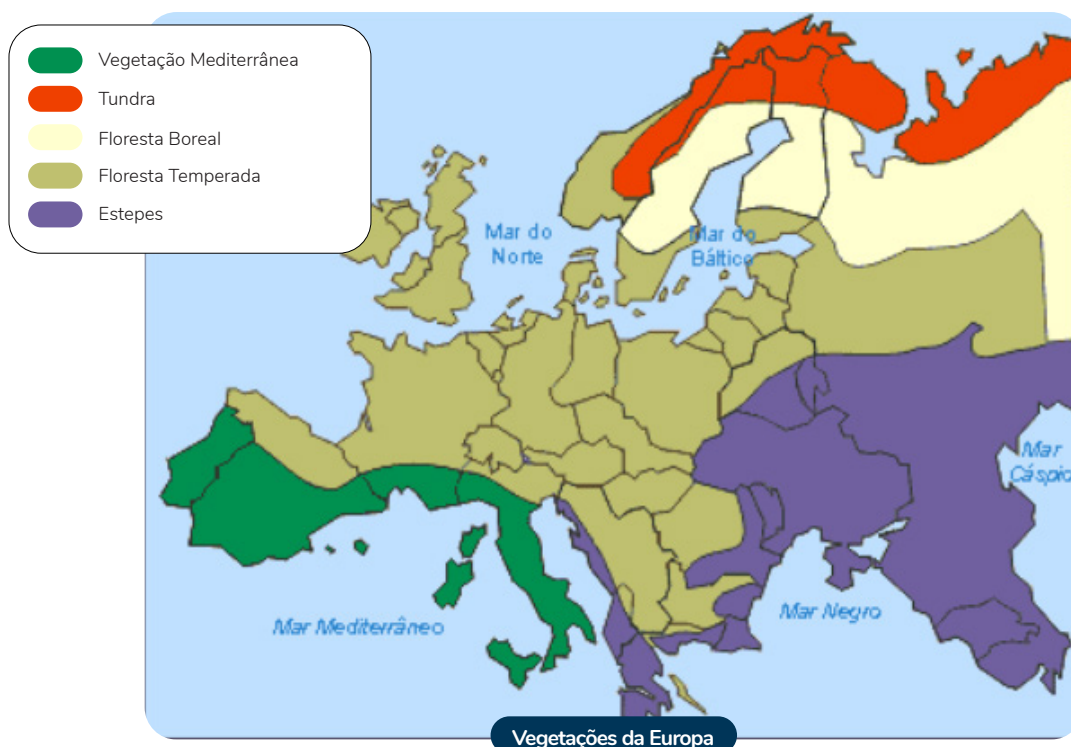 Vegetação Mediterrânea
Tundra
Floresta Boreal
Floresta Temperada
Estepes
Mar do
Norte
Mar do
Báltico
Mar
Cáspio
Mar Mediterrâneo
Mar Negro
Vegetações da Europa